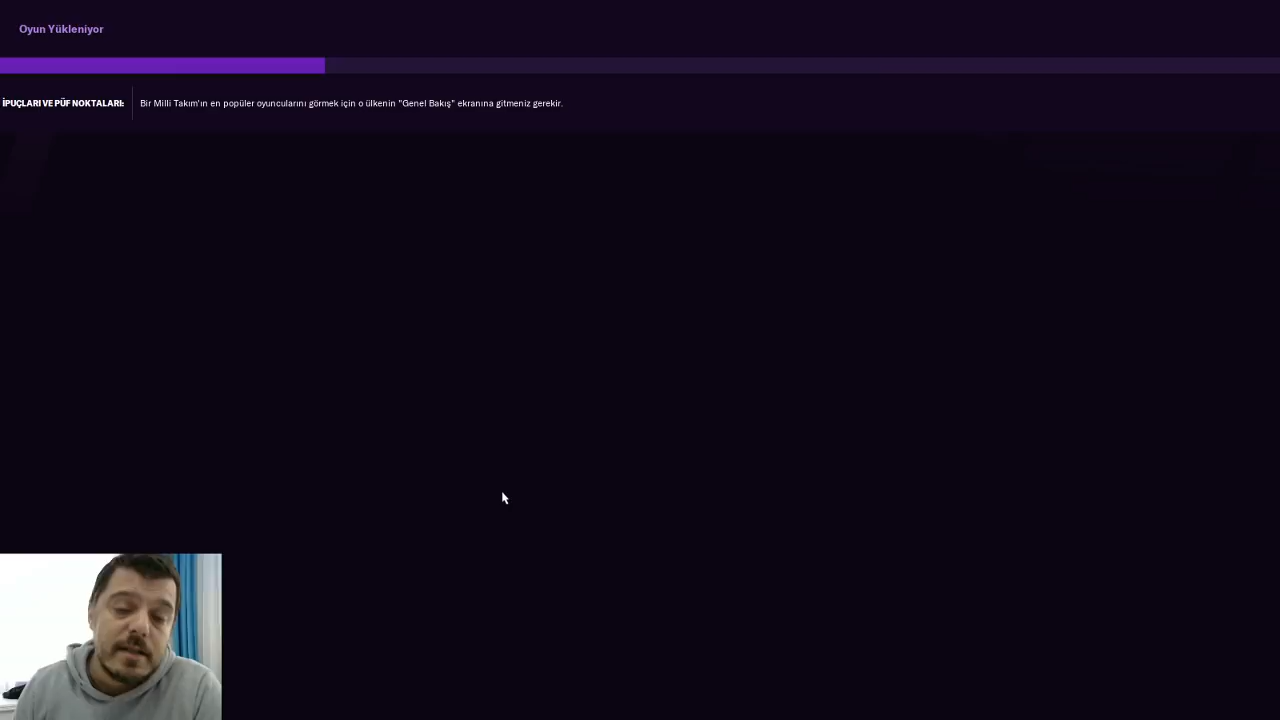 Oyun Yükleniyor
İPUÇLARI VE PÜF NOKTALARI: Bir Milli Takım'ın en popüler oyuncularını görmek için o ülkenin "Genel Bakış" ekranına gitmeniz gerekir.